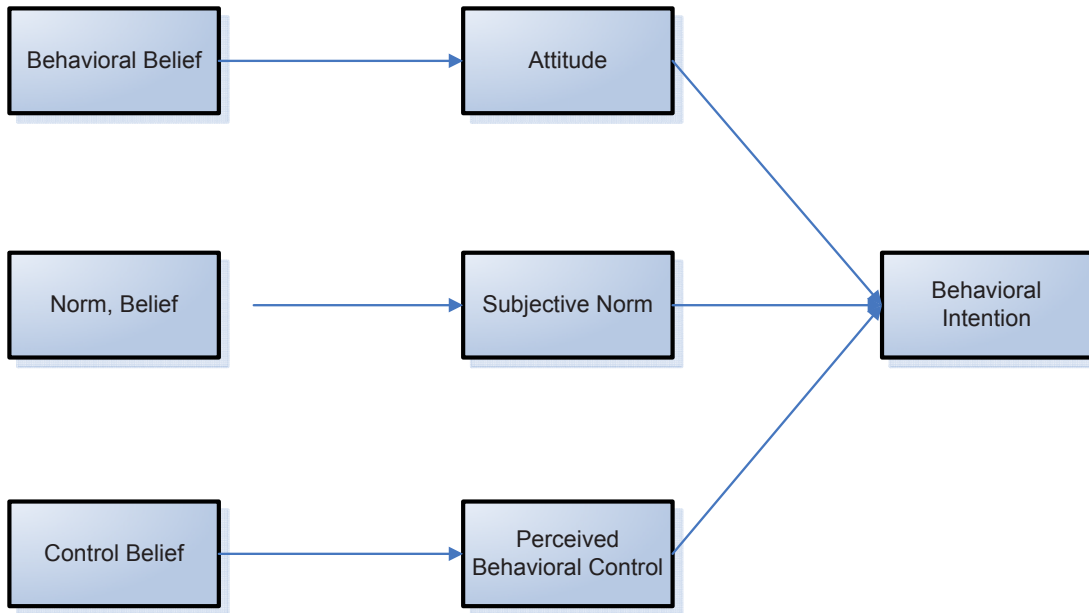 Behavioral Belief
Attitude
Norm, Belief
Subjective Norm
Behavioral
Intention
Control Belief
Perceived
Behavioral Control